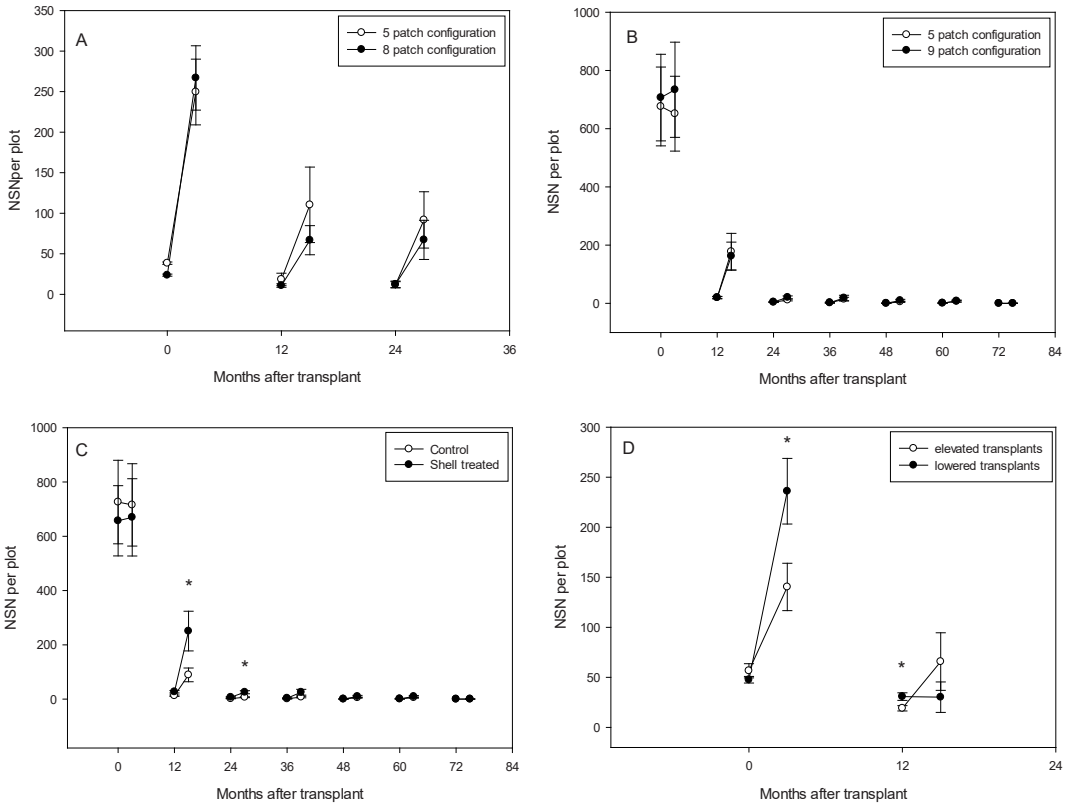 A
5 patch configuration
8 patch configuration
350
300
250
200
150
100
50
0
NSNper plot
0 12 24 36
Months after transplant
B
5 patch configuration
9 patch configuration
1000
800
600
400
200
0
NSN per plot
0 12 24 36 48 60 72 84
Months after transplant
C
Control
Shell treated
1000
800
600
400
200
0
NSN per plot
*
*
0 12 24 36 48 60 72 84
Months after transplant
D
elevated transplants
lowered transplants
300
250
200
150
100
50
0
NSN per plot
*
*
0 12 24
Months after transplant